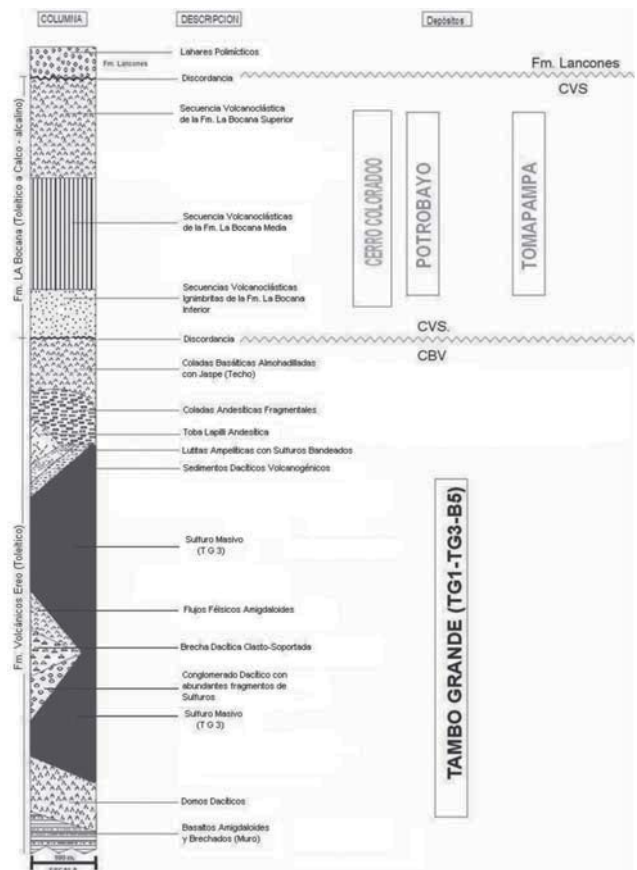 COLUMNA
DESCRIPCION
Depósitos
Lahares Polimícticos
Fm. Lancones
Fm. Lancones
Discordancia
CVS
Secuencia Volcanoclástica
de la Fm. La Bocana Superior
Secuencia Volcanoclásticas
de la Fm. La Bocana Media
Secuencias Volcanoclásticas
Ignimbritas de la Fm. La Bocana
Inferior
CERRO COLORADOO
POTROBAYO
TOMAPAMPA
Fm. LA Bocana (Toleítico a Calco - alcalino)
CVS.
Discordancia
CBV
Coladas Basálticas Almohadilladas
con Jaspe (Techo)
Coladas Andesíticas Fragmentales
Toba Lapilli Andesítica
Lutitas Ampelíticas con Sulfuros Bandeados
Sedimentos Dacíticos Volcanogénicos
Sulfuro Masivo
(T G 3)
Flujos Félsicos Amigdaloides
Brecha Dacítica Clasto-Soportada
Conglomerado Dacítico con
abundantes fragmentos de
Sulfuros
Sulfuro Masivo
(T G 3)
Domos Dacíticos
Basaltos Amigdaloides
y Brechados (Muro)
Fm. Volcánicos Ereo (Toleítico)
TAMBO GRANDE (TG1-TG3-B5)